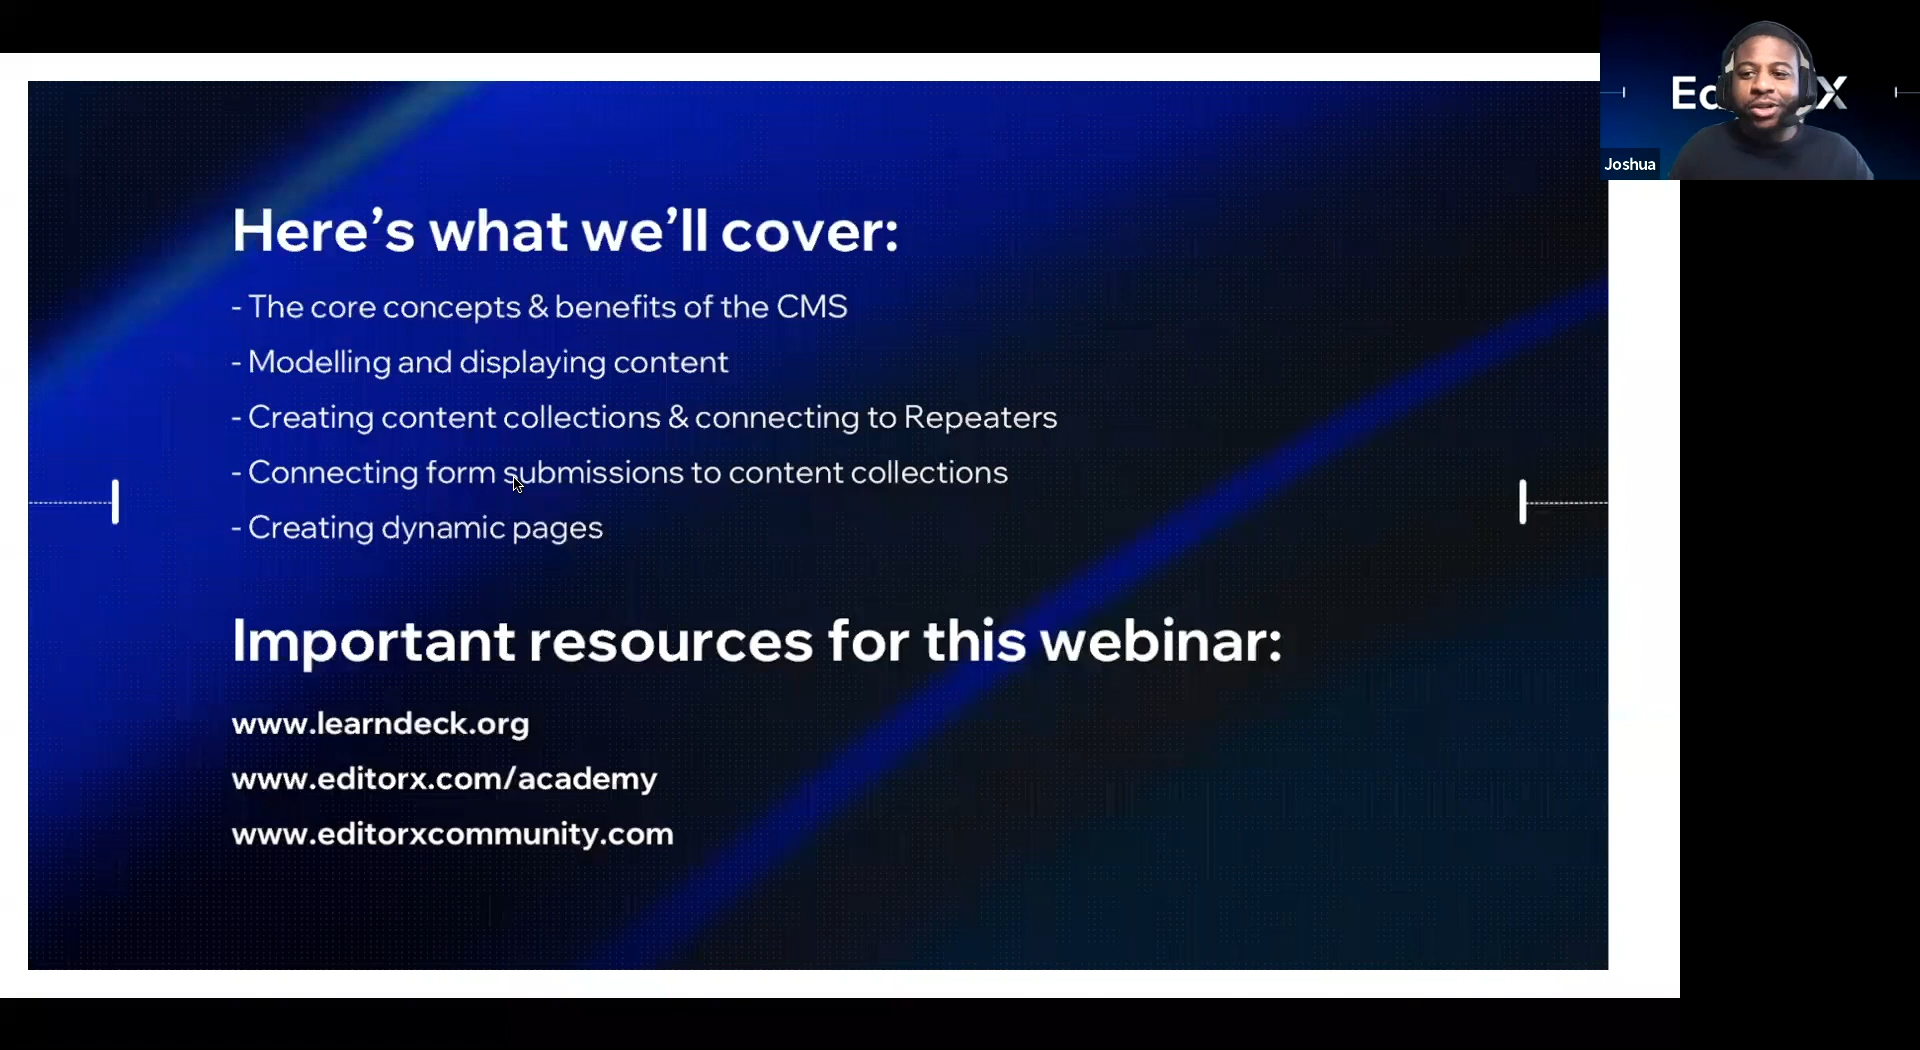 Here’s what we’ll cover:
- The core concepts & benefits of the CMS
- Modelling and displaying content
- Creating content collections & connecting to Repeaters
- Connecting form submissions to content collections
- Creating dynamic pages
Important resources for this webinar:
www.learndeck.org
www.editorx.com/academy
www.editorxcommunity.com
Joshua